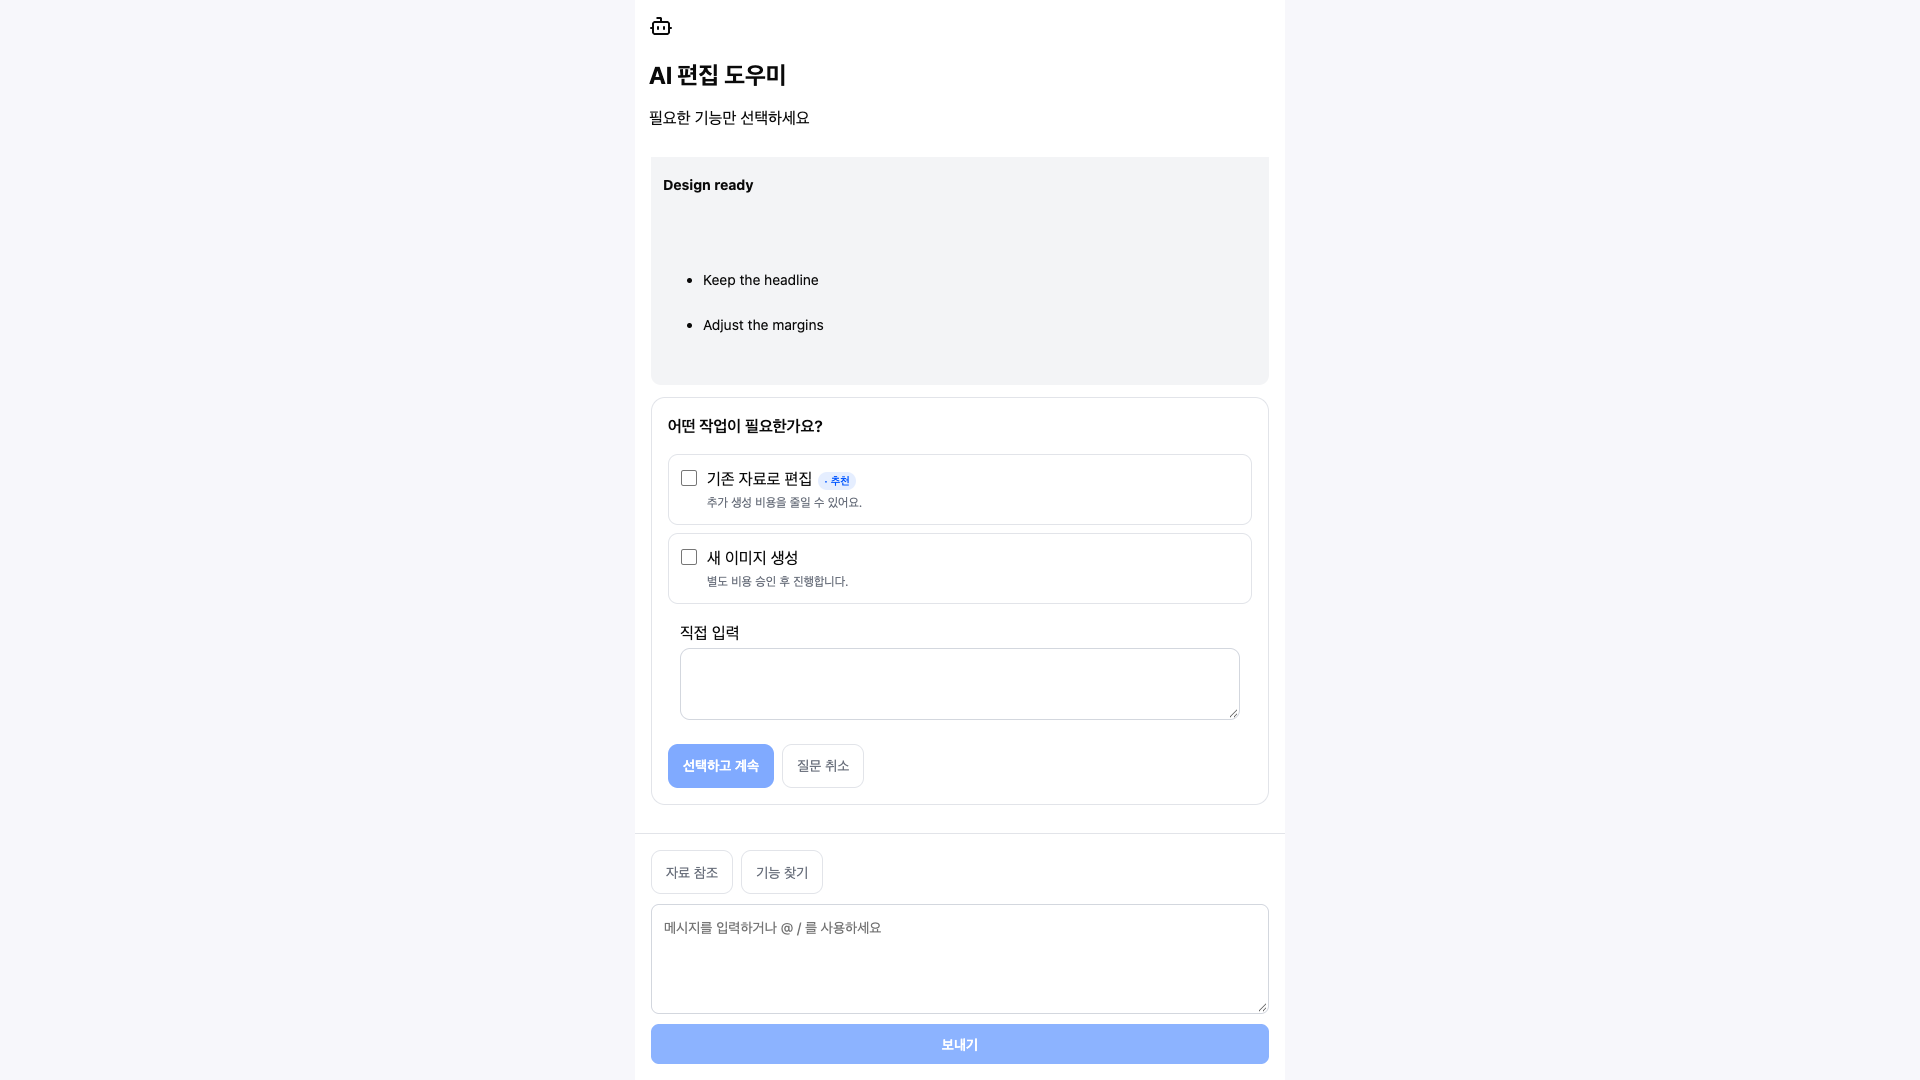 AI 편집 도우미
필요한 기능만 선택하세요
Design ready
• Keep the headline
• Adjust the margins
어떤 작업이 필요한가요?
기존 자료로 편집 · 추천
추가 생성 비용을 줄일 수 있어요.
새 이미지 생성
별도 비용 승인 후 진행합니다.
직접 입력
선택하고 계속 질문 취소
자료 참조 기능 찾기
메시지를 입력하거나 @ / 를 사용하세요
보내기